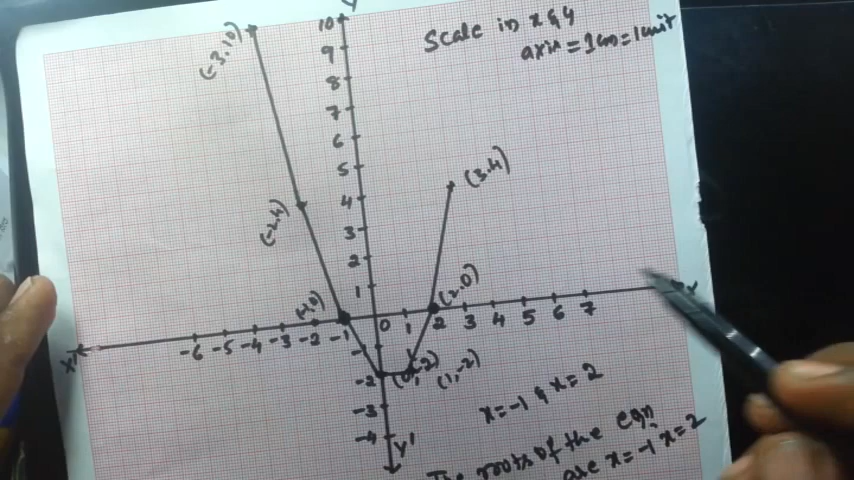 Y
Scale in x & y
axis = 1cm = 1 unit
(-3,10)
10
9
8
7
6
5
4
3
2
1
(3,4)
(-2,4)
(-1,0)
(2,0)
X'
-6 -5 -4 -3 -2 -1 0 1 2 3 4 5 6 7
-1
-2
-3
-4
(0,-2) (1,-2)
Y'
x=-1 & x=2
The roots of the eqn
are x=-1 x=2